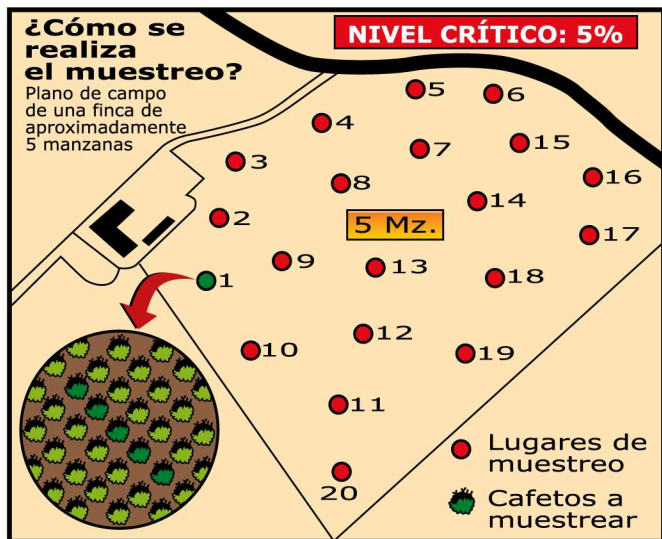 ¿Cómo se
realiza
el muestreo?
Plano de campo
de una finca de
aproximadamente
5 manzanas
NIVEL CRÍTICO: 5%
5
6
4
7
15
3
8
16
14
2
5 Mz.
17
9
13
18
1
12
10
19
11
20
Lugares de
muestreo
Cafetos a
muestrear